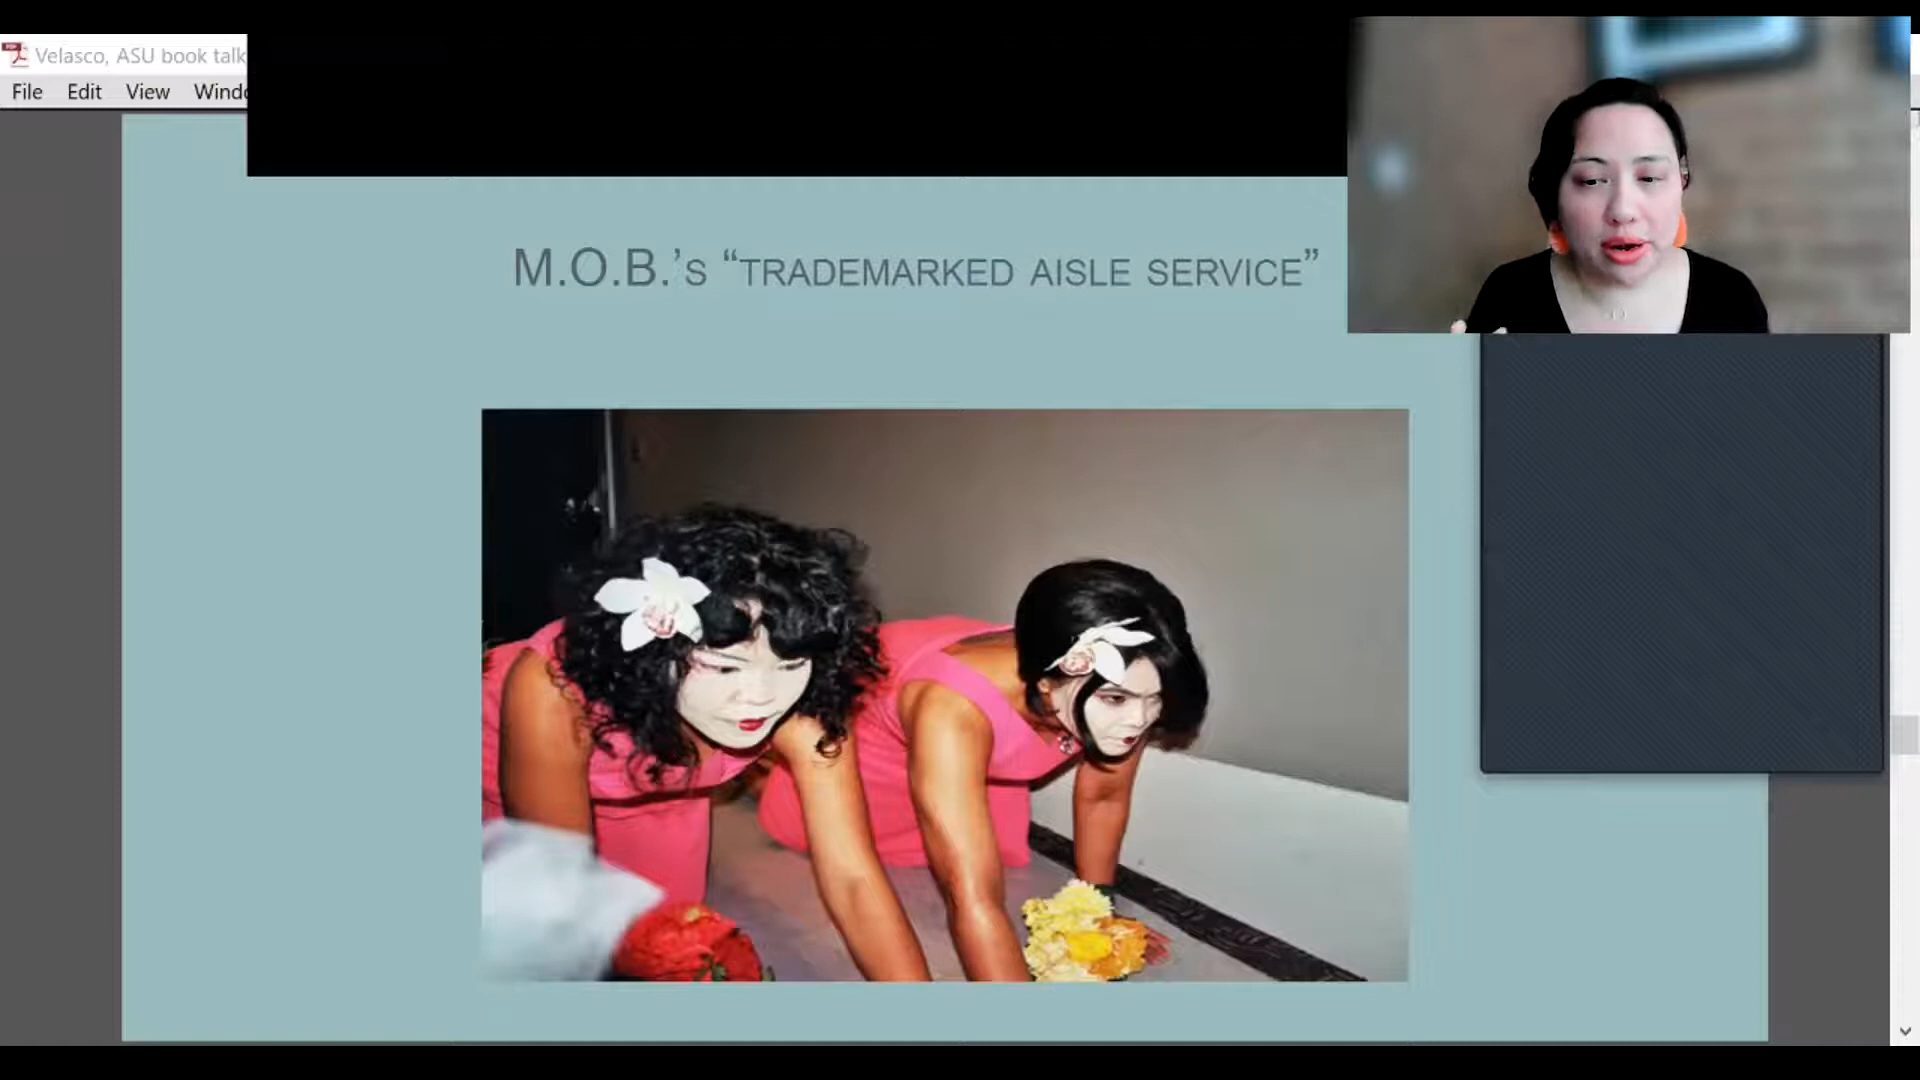 Velasco, ASU book talk
File Edit View
M.O.B.’s “TRADEMARKED AISLE SERVICE”